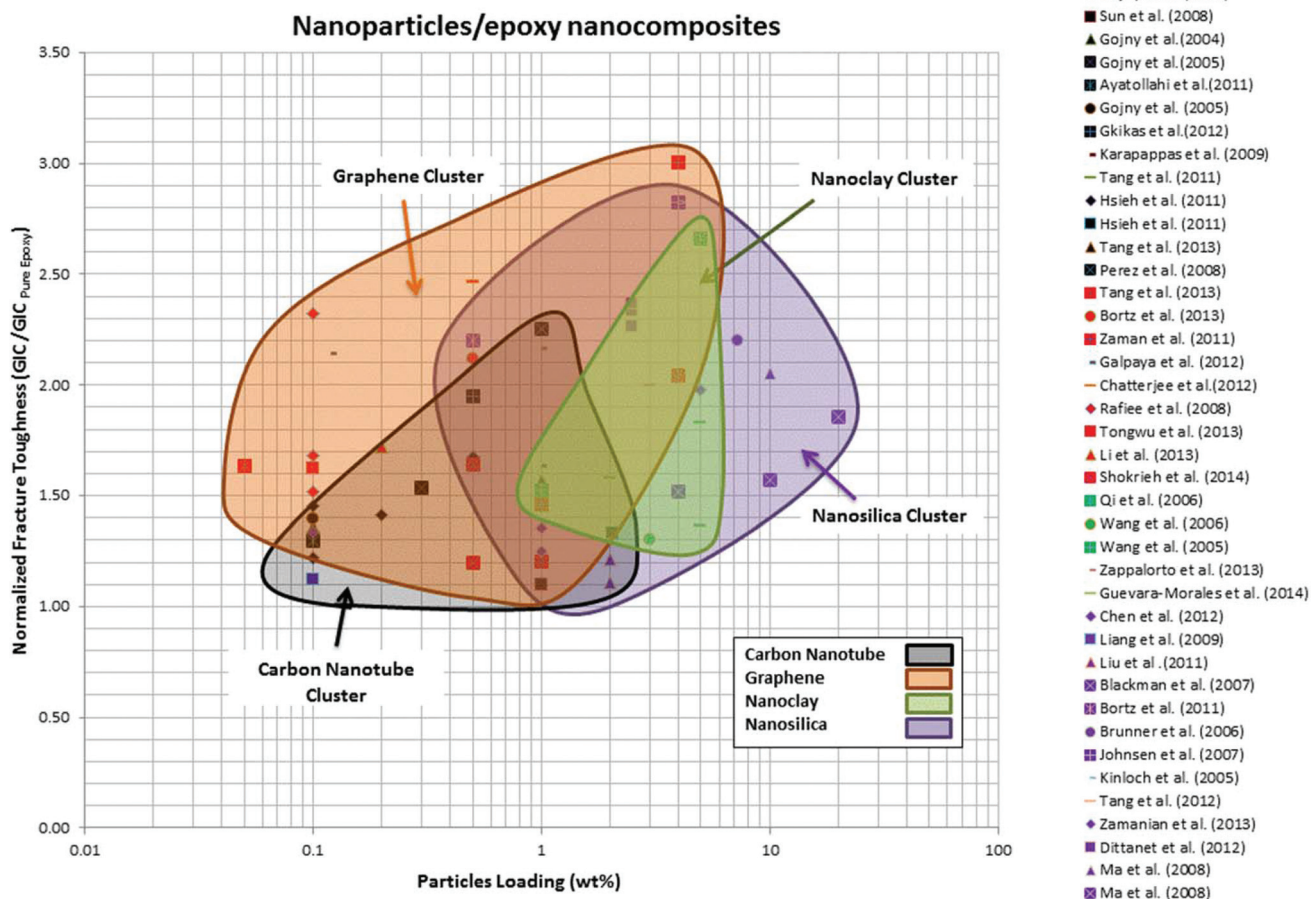 Nanoparticles/epoxy nanocomposites
Normalized Fracture Toughness (GIC /GIC Pure Epoxy)
3.50
3.00
2.50
2.00
1.50
1.00
0.50
0.00
0.01
0.1
1
10
100
Particles Loading (wt%)
Graphene Cluster
Nanoclay Cluster
Nanosilica Cluster
Carbon Nanotube
Cluster
Carbon Nanotube
Graphene
Nanoclay
Nanosilica
Sun et al. (2008)
Gojny et al.(2004)
Gojny et al. (2005)
Ayatollahi et al.(2011)
Gojny et al. (2005)
Gkikas et al.(2012)
Karapappas et al. (2009)
Tang et al. (2011)
Hsieh et al. (2011)
Hsieh et al. (2011)
Tang et al. (2013)
Perez et al. (2008)
Tang et al. (2013)
Bortz et al. (2013)
Zaman et al. (2011)
Galpaya et al. (2012)
Chatterjee et al.(2012)
Rafiee et al. (2008)
Tongwu et al. (2013)
Li et al. (2013)
Shokrieh et al. (2014)
Qi et al. (2006)
Wang et al. (2006)
Wang et al. (2005)
Zappalorto et al. (2013)
Guevara-Morales et al. (2014)
Chen et al. (2012)
Liang et al. (2009)
Liu et al .(2011)
Blackman et al. (2007)
Bortz et al. (2011)
Brunner et al. (2006)
Johnsen et al. (2007)
Kinloch et al. (2005)
Tang et al. (2012)
Zamanian et al. (2013)
Dittanet et al. (2012)
Ma et al. (2008)
Ma et al. (2008)